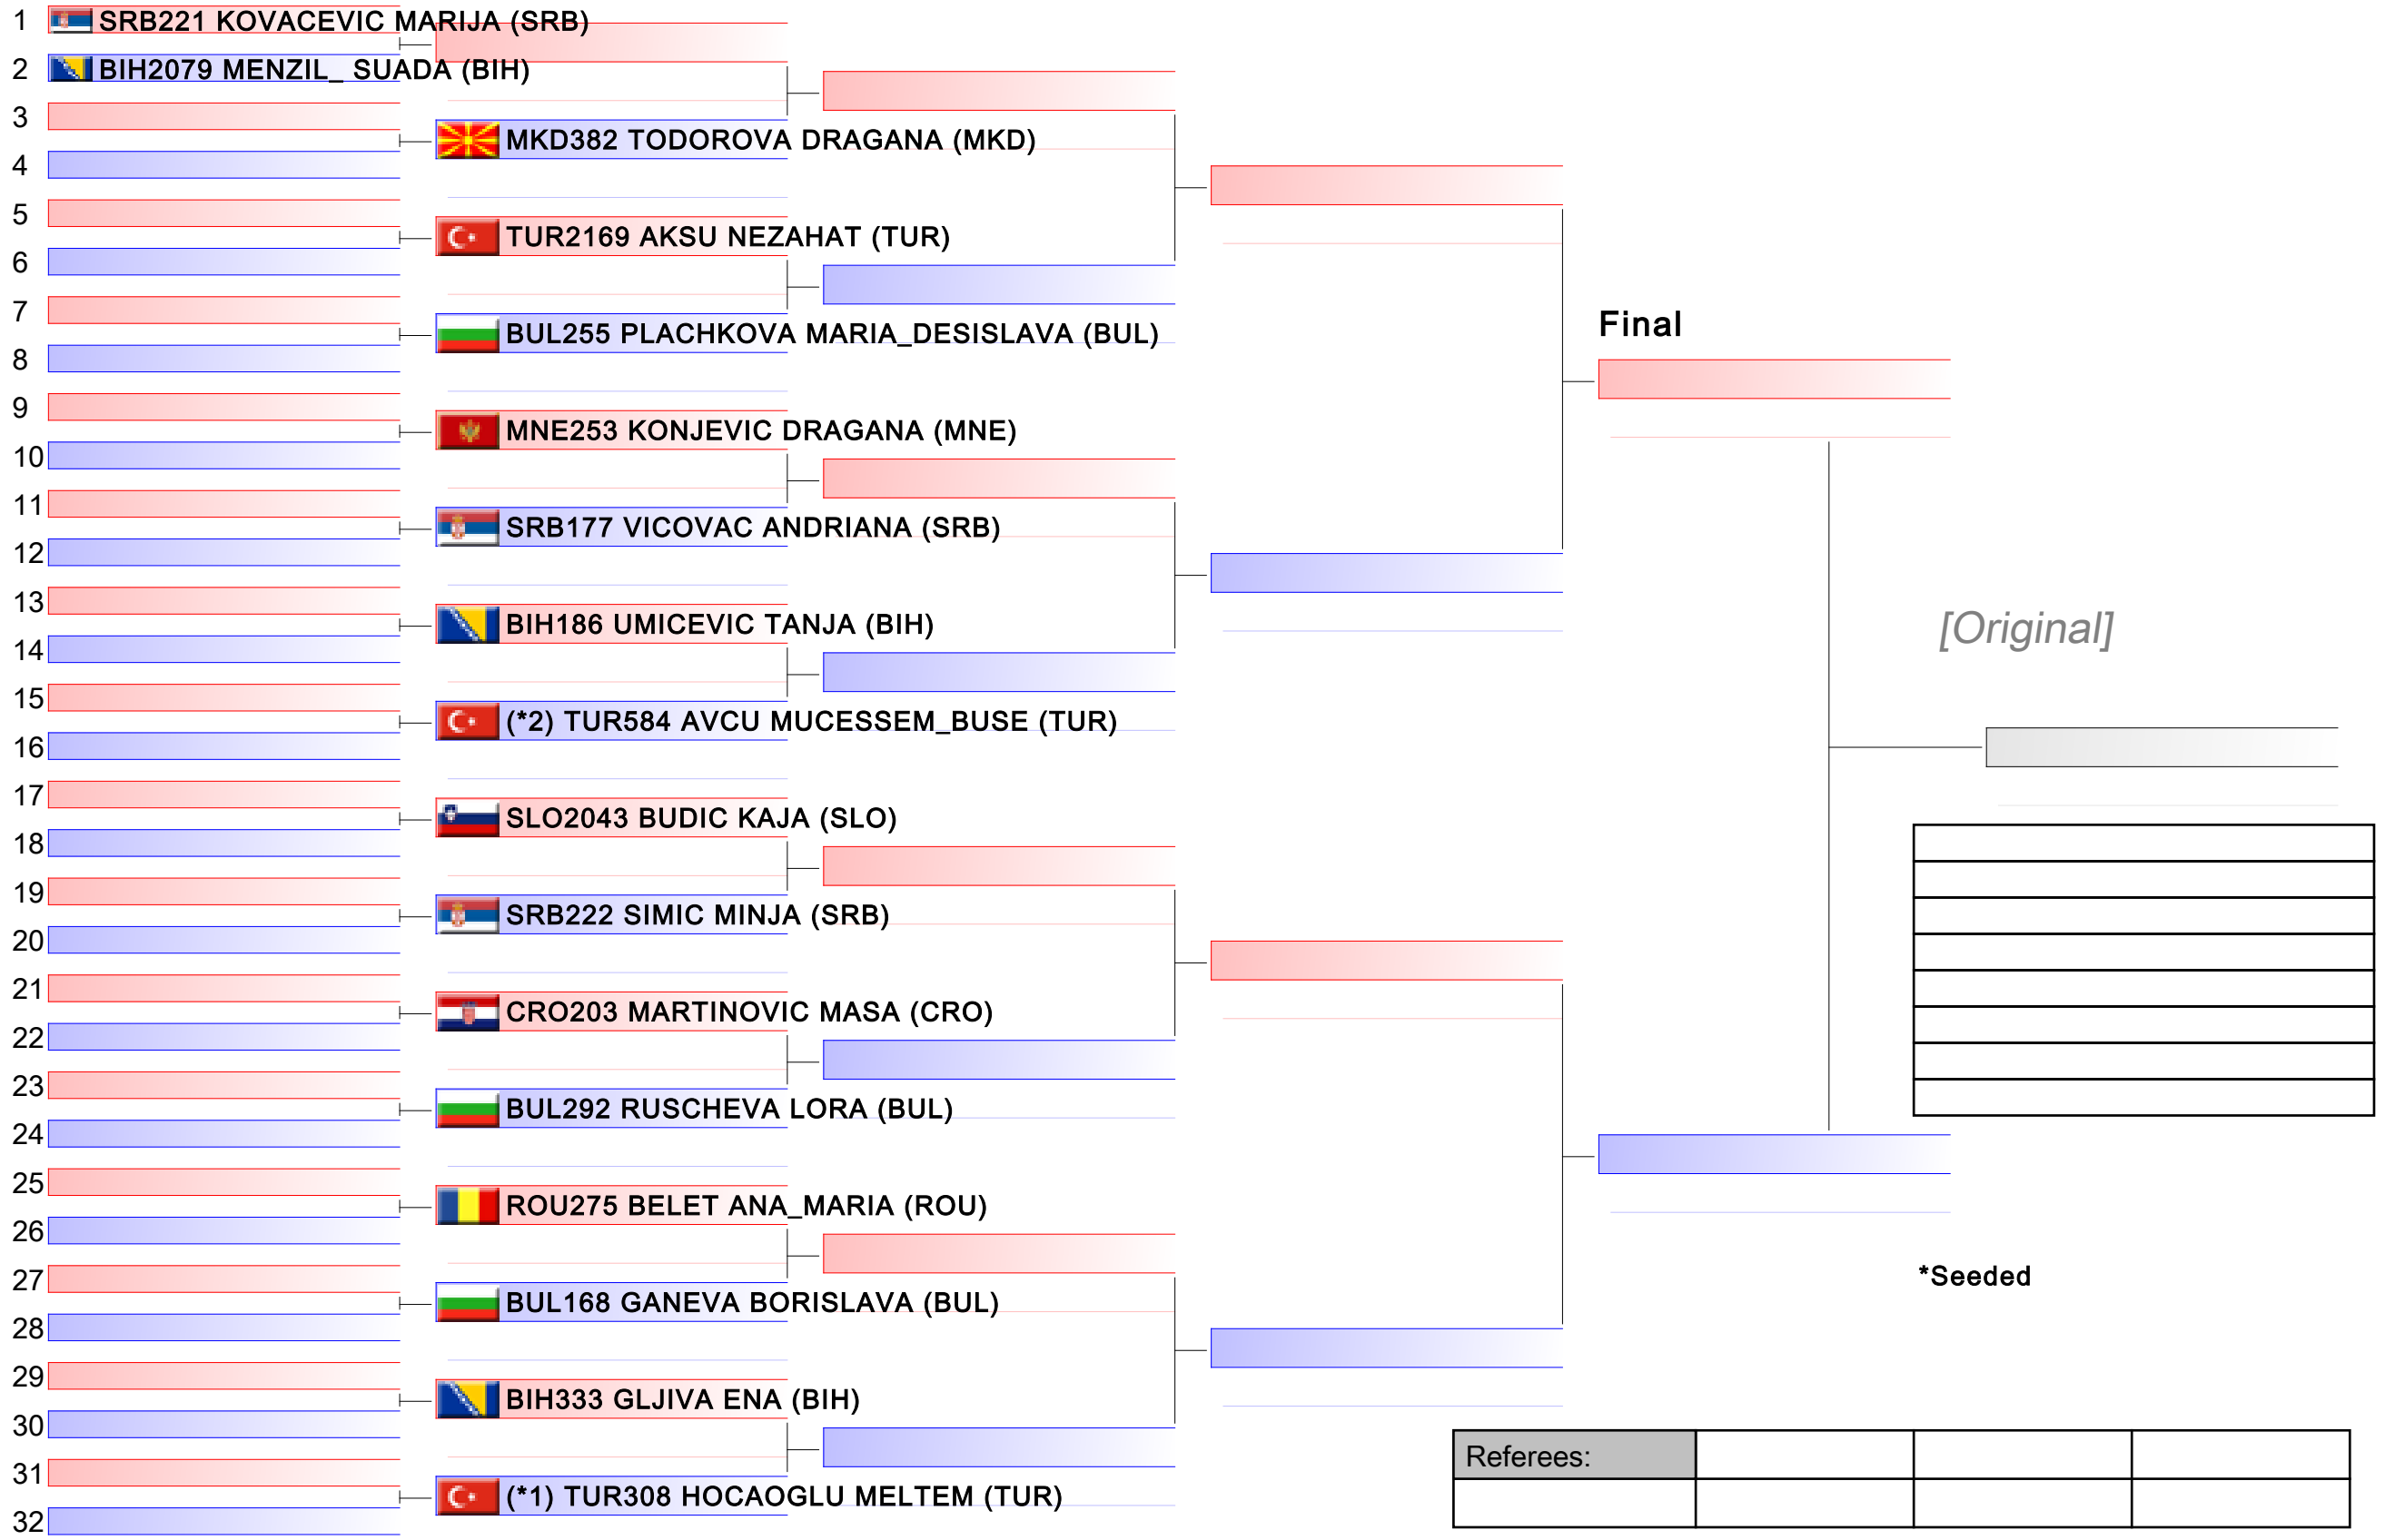 1 SRB221 KOVACEVIC MARIJA (SRB)
2 BIH2079 MENZIL_ SUADA (BIH)
3
MKD382 TODOROVA DRAGANA (MKD)
4
5
TUR2169 AKSU NEZAHAT (TUR)
6
7
BUL255 PLACHKOVA MARIA_DESISLAVA (BUL)
8
9
MNE253 KONJEVIC DRAGANA (MNE)
10
11
SRB177 VICOVAC ANDRIANA (SRB)
12
13
BIH186 UMICEVIC TANJA (BIH)
14
15
(*2) TUR584 AVCU MUCESSEM_BUSE (TUR)
16
17
SLO2043 BUDIC KAJA (SLO)
18
19
SRB222 SIMIC MINJA (SRB)
20
21
CRO203 MARTINOVIC MASA (CRO)
22
23
BUL292 RUSCHEVA LORA (BUL)
24
25
ROU275 BELET ANA_MARIA (ROU)
26
27
BUL168 GANEVA BORISLAVA (BUL)
28
29
BIH333 GLJIVA ENA (BIH)
30
31
(*1) TUR308 HOCAOGLU MELTEM (TUR)
32
Final
[Original]
*Seeded
Referees: